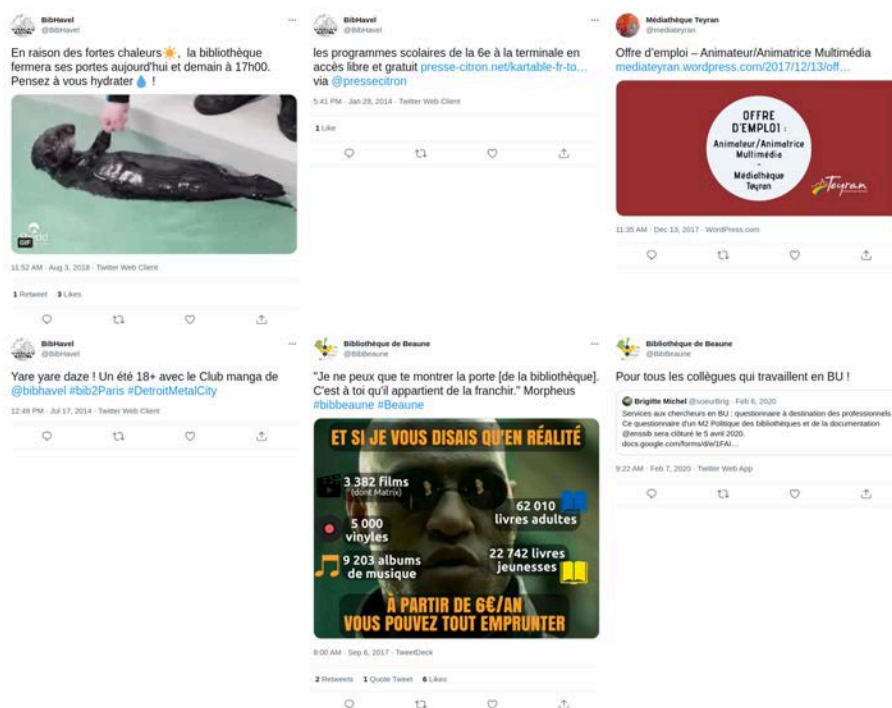 BibHavel
@BibHavel
En raison des fortes chaleurs☀️, la bibliothèque
fermera ses portes aujourd'hui et demain à 17h00.
Pensez à vous hydrater 💧 !
GIF
11:52 AM · Aug 3, 2018 · Twitter Web Client
1 Retweet 3 Likes
BibHavel
@BibHavel
les programmes scolaires de la 6e à la terminale en
accès libre et gratuit presse-citron.net/kartable-fr-to…
via @pressecitron
5:41 PM · Jan 28, 2014 · Twitter Web Client
1 Like
Médiathèque Teyran
@mediateyran
Offre d'emploi – Animateur/Animatrice Multimédia
mediateyran.wordpress.com/2017/12/13/off…
OFFRE
D'EMPLOI :
Animateur/Animatrice
Multimédia
-
Médiathèque
Teyran
Teyran
11:35 AM · Dec 13, 2017 · WordPress.com
BibHavel
@BibHavel
Yare yare daze ! Un été 18+ avec le Club manga de
@bibhavel #bib2Paris #DetroitMetalCity
12:48 PM · Jul 17, 2014 · Twitter Web Client
Bibliothèque de Beaune
@BibBeaune
"Je ne peux que te montrer la porte [de la bibliothèque].
C'est à toi qu'il appartient de la franchir." Morpheus
#bibbeaune #Beaune
ET SI JE VOUS DISAIS QU'EN RÉALITÉ
3 382 films
(dont Matrix)
5 000
vinyles
9 203 albums
de musique
62 010
livres adultes
22 742 livres
jeunesses
À PARTIR DE 6€/AN
VOUS POUVEZ TOUT EMPRUNTER
8:00 AM · Sep 6, 2017 · TweetDeck
2 Retweets 1 Quote Tweet 6 Likes
Bibliothèque de Beaune
@BibBeaune
Pour tous les collègues qui travaillent en BU !
Brigitte Michel @soeurBrig · Feb 6, 2020
Services aux chercheurs en BU : questionnaire à destination des professionnels
Ce questionnaire d'un M2 Politique des bibliothèques et de la documentation
@enssib sera clôturé le 5 avril 2020.
docs.google.com/forms/d/e/1FAI…
9:22 AM · Feb 7, 2020 · Twitter Web App